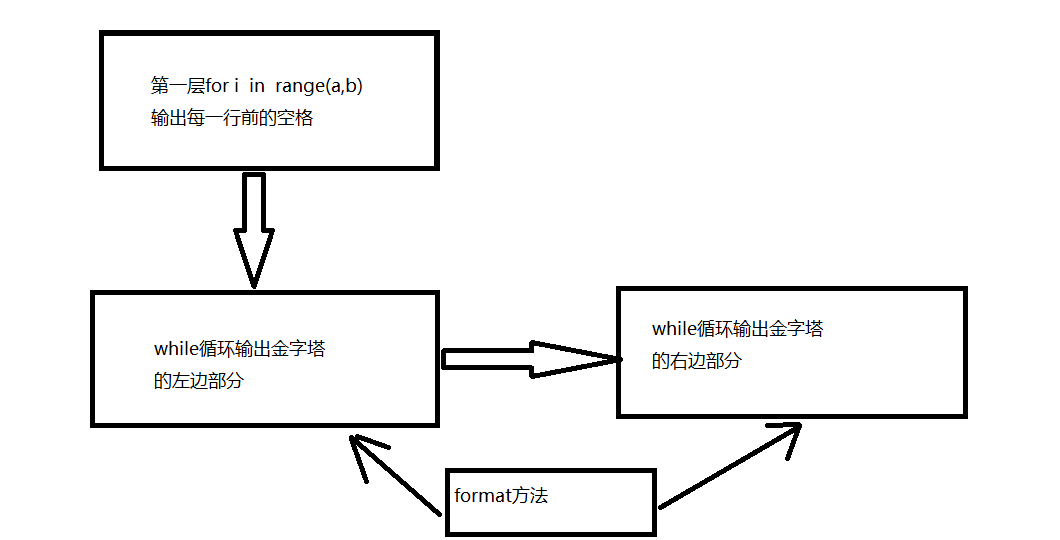 第一层for i in range(a,b)
输出每一行前的空格
while循环输出金字塔
的左边部分
while循环输出金字塔
的右边部分
format方法